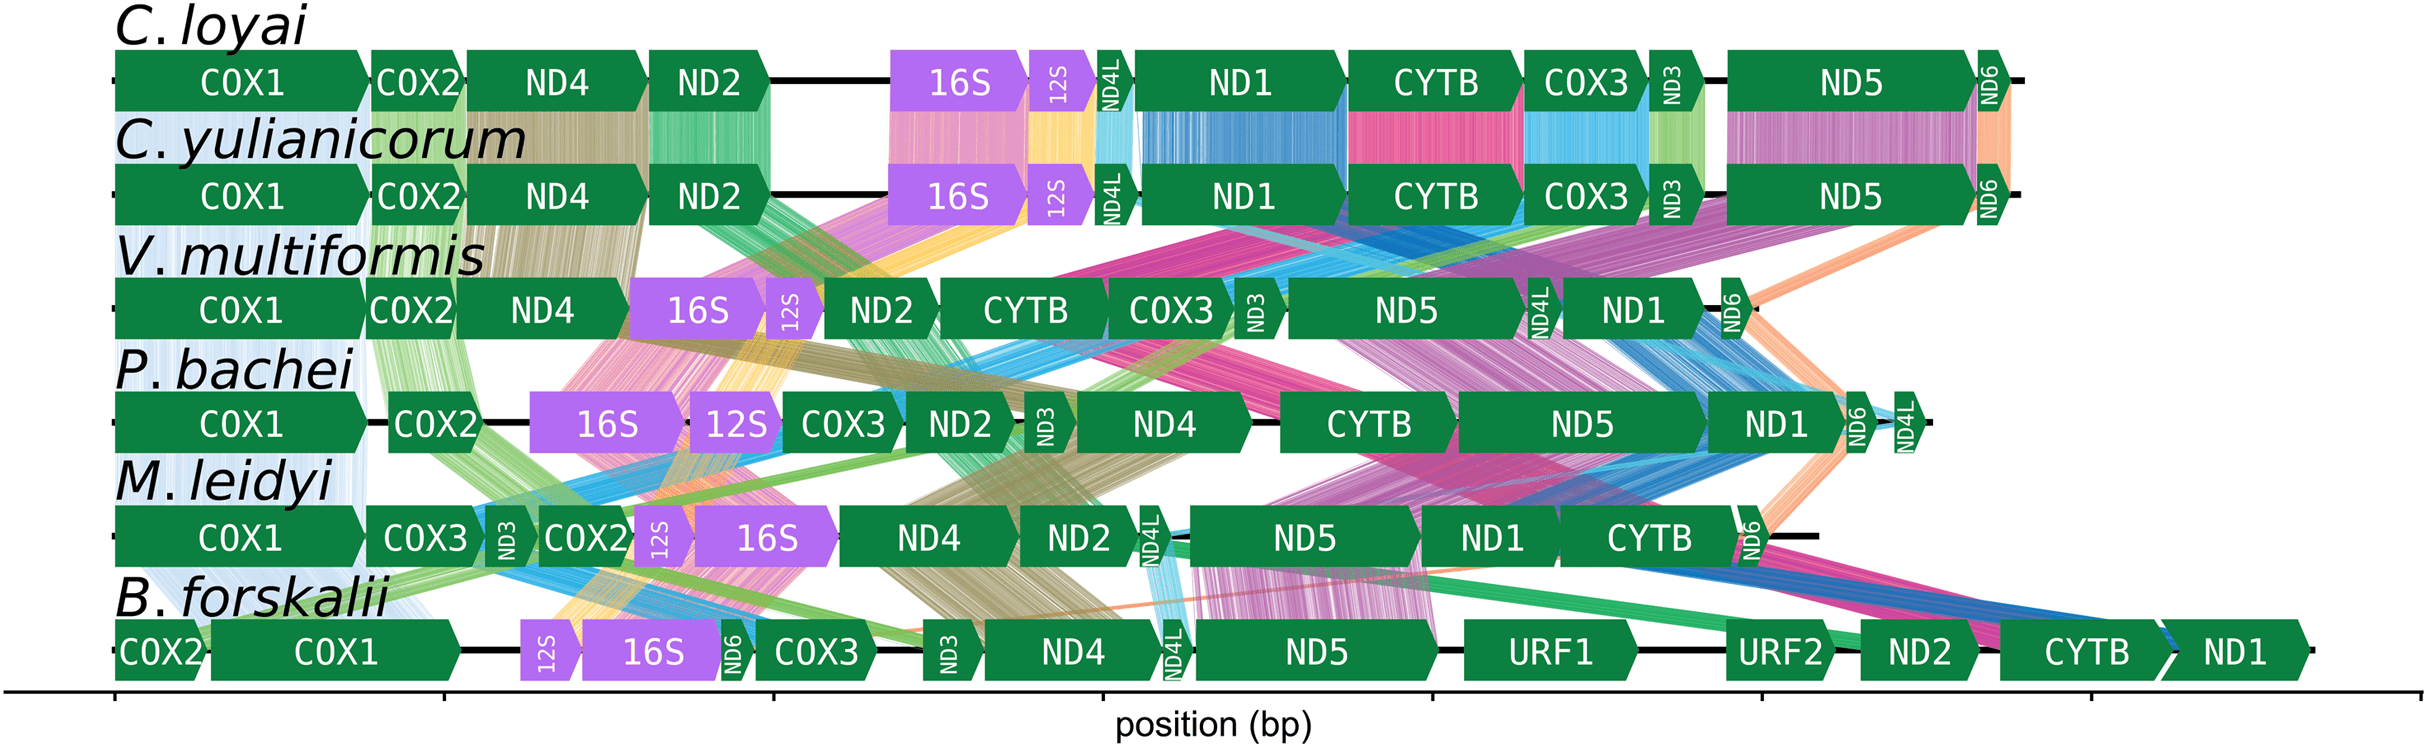 C. loyai
COX1 COX2 ND4 ND2 16S 12S ND4L ND1 CYTB COX3 ND3 ND5 ND6
C. yulianicorum
COX1 COX2 ND4 ND2 16S 12S ND4L ND1 CYTB COX3 ND3 ND5 ND6
V. multiformis
COX1 COX2 ND4 16S 12S ND2 CYTB COX3 ND3 ND5 ND4L ND1 ND6
P. bachei
COX1 COX2 16S 12S COX3 ND2 ND3 ND4 CYTB ND5 ND1 ND6 ND4L
M. leidyi
COX1 COX3 ND3 COX2 12S 16S ND4 ND2 ND4L ND5 ND1 CYTB ND6
B. forskalii
COX2 COX1 12S 16S ND6 COX3 ND3 ND4 ND4L ND5 URF1 URF2 ND2 CYTB ND1
position (bp)